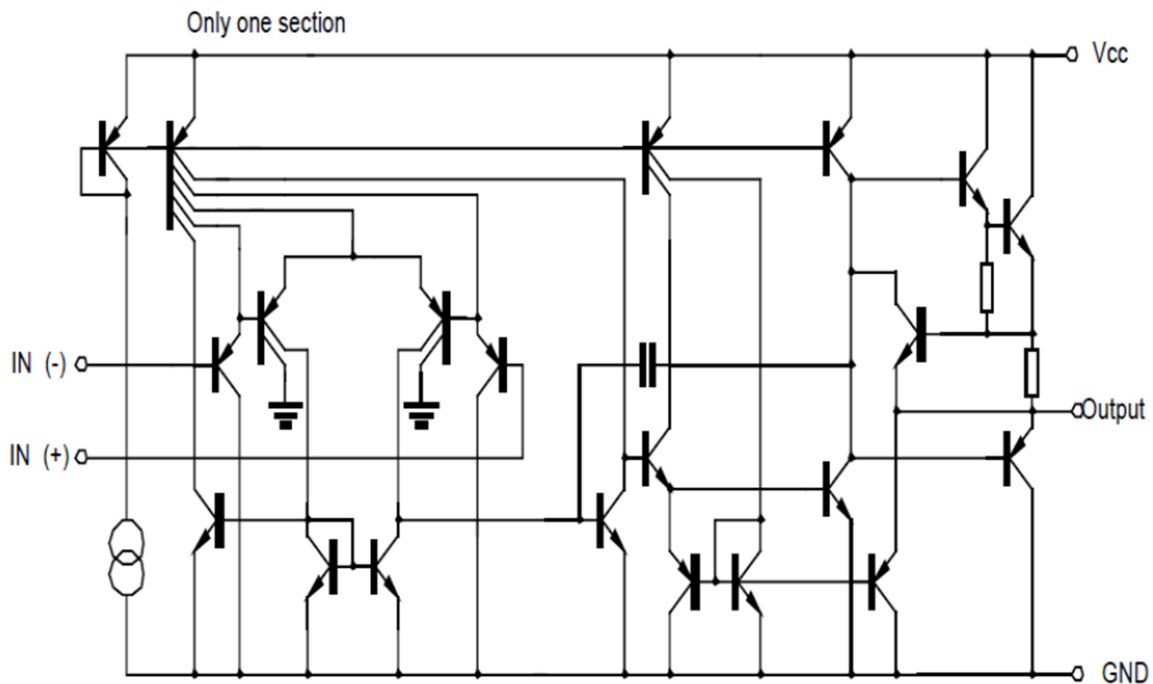 Only one section
Vcc
IN (-)
Output
IN (+)
GND